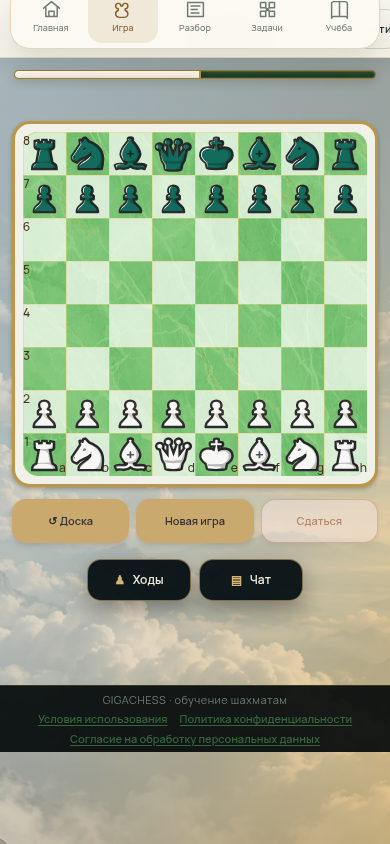 Главная Игра Разбор Задачи Учёба
8
7
6
5
4
3
2
1
a b c d e f g h
↺ Доска Новая игра Сдаться
Ходы Чат
GIGACHESS · обучение шахматам
Условия использования Политика конфиденциальности
Согласие на обработку персональных данных